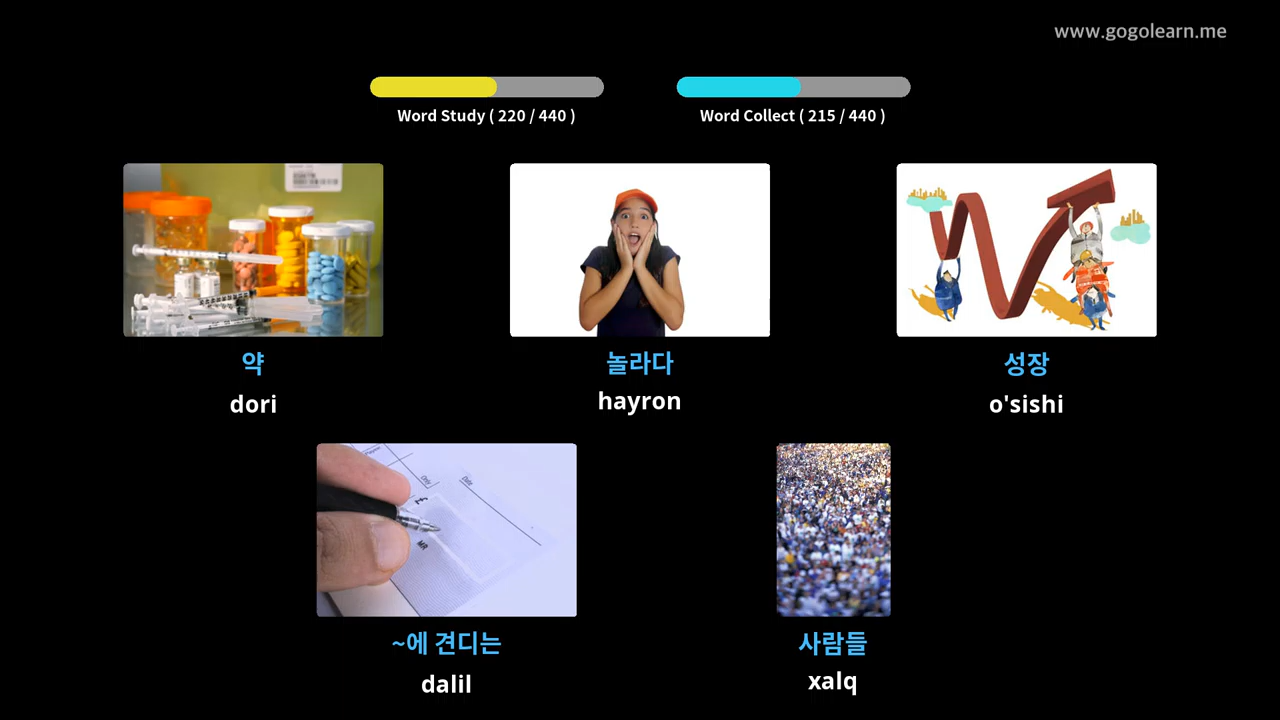 www.gogolearn.me
Word Study ( 220 / 440 )
Word Collect ( 215 / 440 )
약
놀라다
성장
dori
hayron
o'sishi
~에 견디는
사람들
dalil
xalq